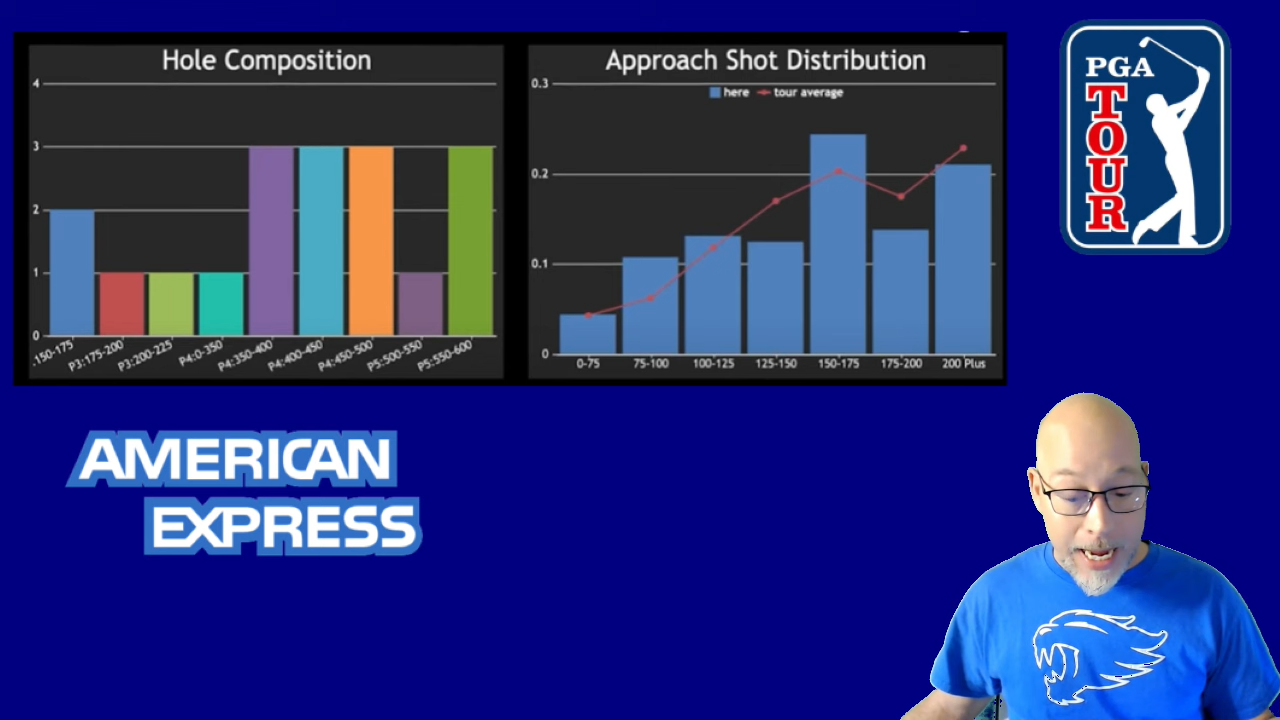 Hole Composition
4
3
2
1
0
.150-175
P3:175-200
P3:200-225
P4:0-350
P4:350-400
P4:400-450
P4:450-500
P5:500-550
P5:550-600
Approach Shot Distribution
here tour average
0.3
0.2
0.1
0
0-75 75-100 100-125 125-150 150-175 175-200 200 Plus
PGA
TOUR
AMERICAN
EXPRESS